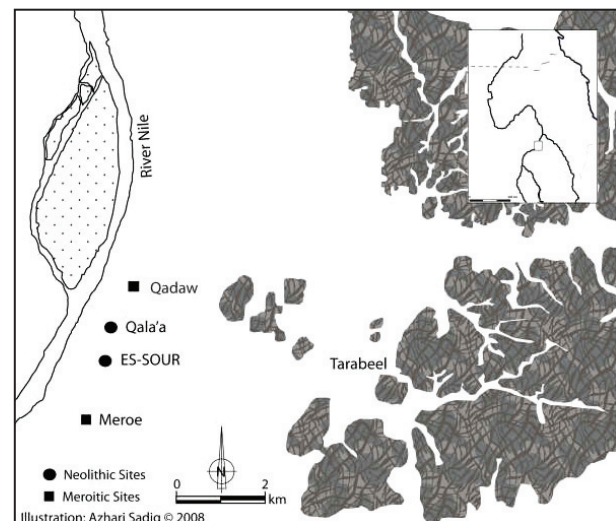 River Nile
Qadaw
Qala'a
ES-SOUR
Tarabeel
Meroe
N
Neolithic Sites
Meroitic Sites
0 2
km
Illustration: Azhari Sadig © 2008